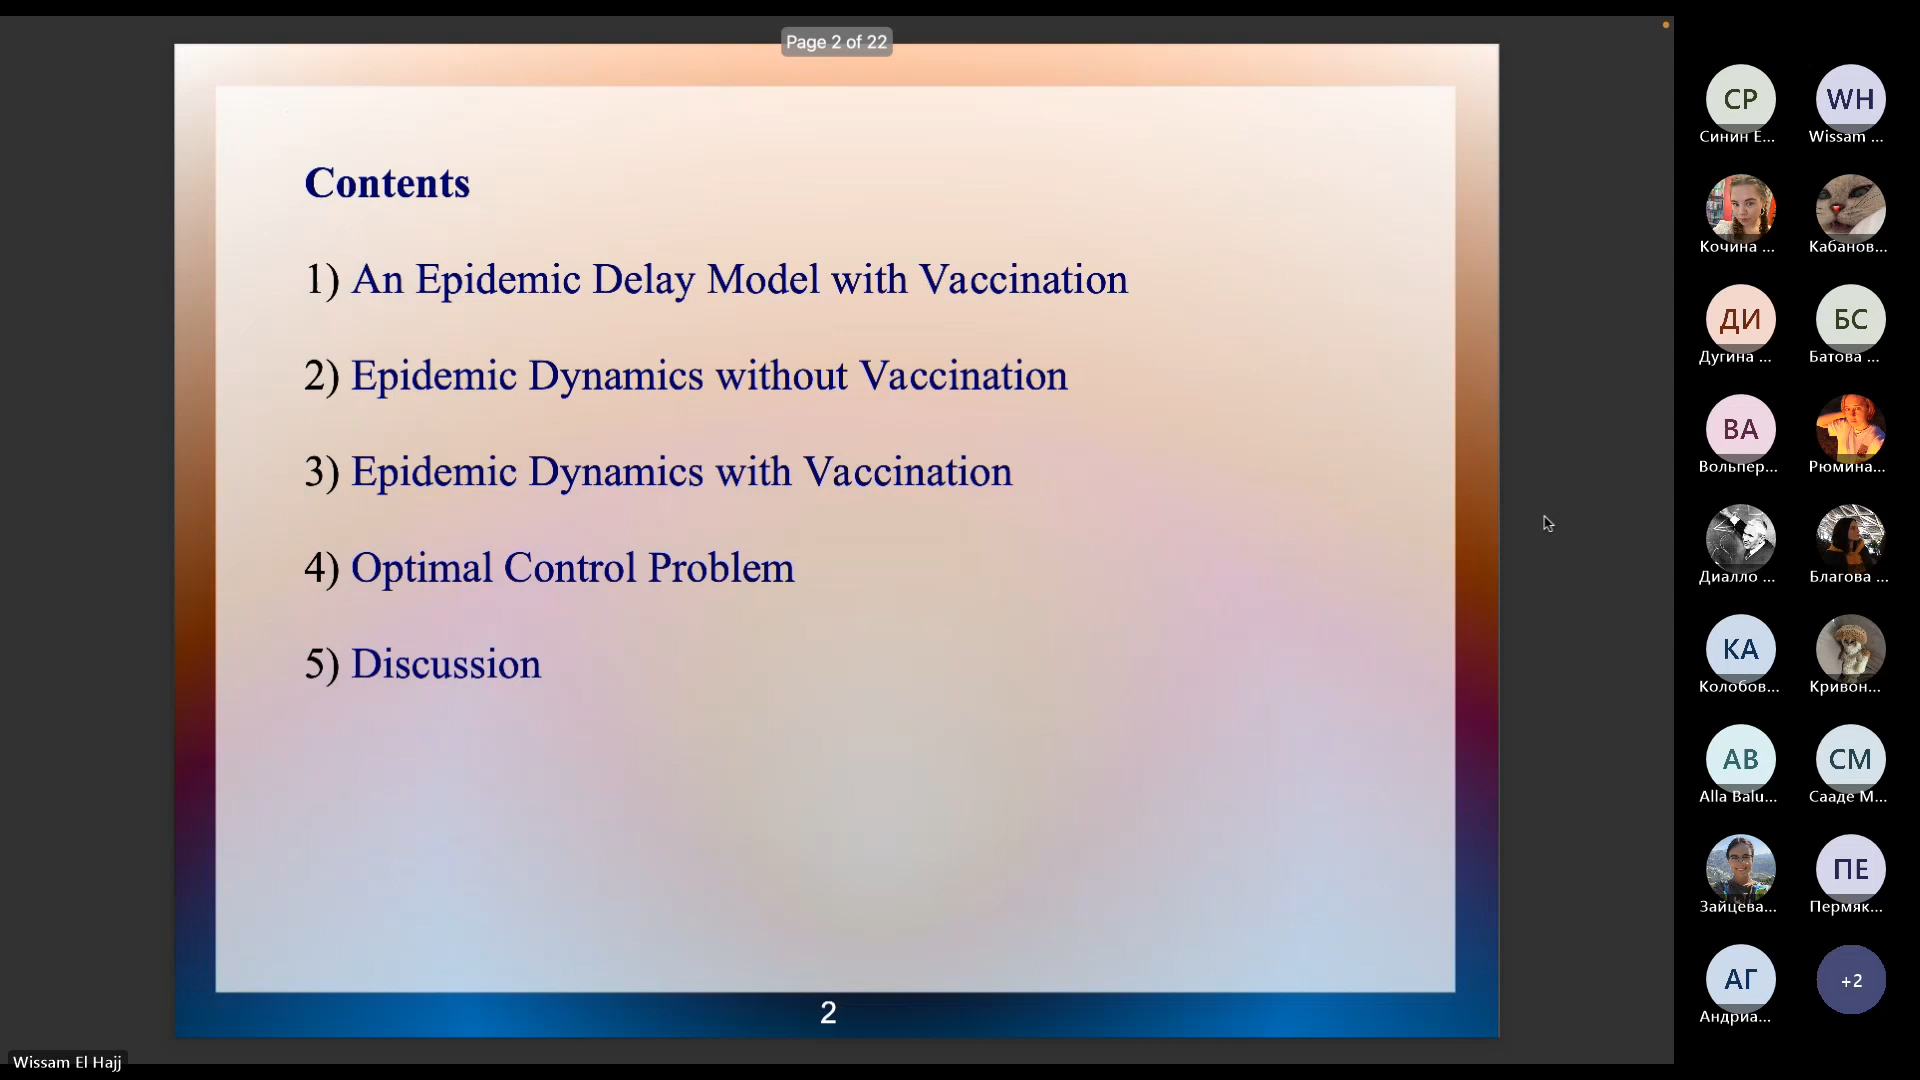 Page 2 of 22
Contents
1) An Epidemic Delay Model with Vaccination
2) Epidemic Dynamics without Vaccination
3) Epidemic Dynamics with Vaccination
4) Optimal Control Problem
5) Discussion
2
Wissam El Hajj
СР
WH
Синин Е...
Wissam ...
Кочина ...
Кабанов...
ДИ
БС
Дугина ...
Батова ...
ВА
Вольпер...
Рюмина...
Диалло ...
Благова ...
КА
Колобов...
Кривон...
AB
СМ
Alla Balu...
Сааде М...
ПЕ
Зайцева...
Пермяк...
АГ
+2
Андриа...